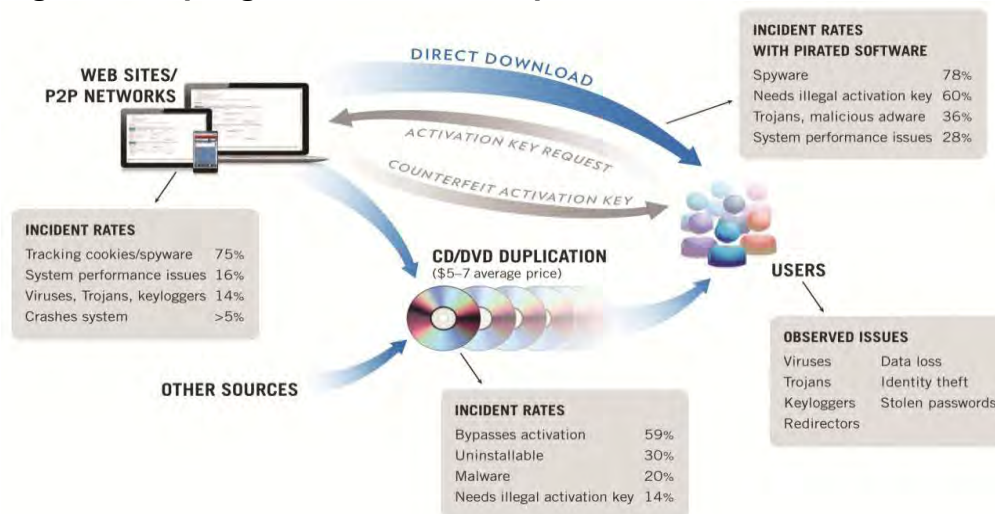 DIRECT DOWNLOAD
WEB SITES/
P2P NETWORKS
ACTIVATION KEY REQUEST
COUNTERFEIT ACTIVATION KEY
INCIDENT RATES
WITH PIRATED SOFTWARE
Spyware 78%
Needs illegal activation key 60%
Trojans, malicious adware 36%
System performance issues 28%
INCIDENT RATES
Tracking cookies/spyware 75%
System performance issues 16%
Viruses, Trojans, keyloggers 14%
Crashes system >5%
CD/DVD DUPLICATION
($5–7 average price)
USERS
OTHER SOURCES
INCIDENT RATES
Bypasses activation 59%
Uninstallable 30%
Malware 20%
Needs illegal activation key 14%
OBSERVED ISSUES
Viruses Data loss
Trojans Identity theft
Keyloggers Stolen passwords
Redirectors